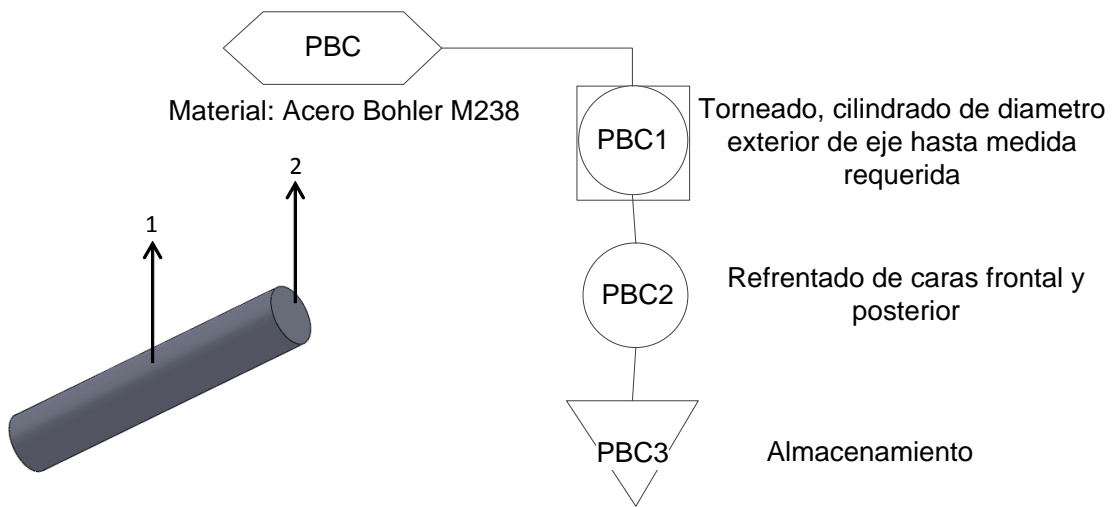 PBC
Material: Acero Bohler M238
PBC1
Torneado, cilindrado de diametro
exterior de eje hasta medida
requerida
2
1
PBC2
Refrentado de caras frontal y
posterior
PBC3
Almacenamiento